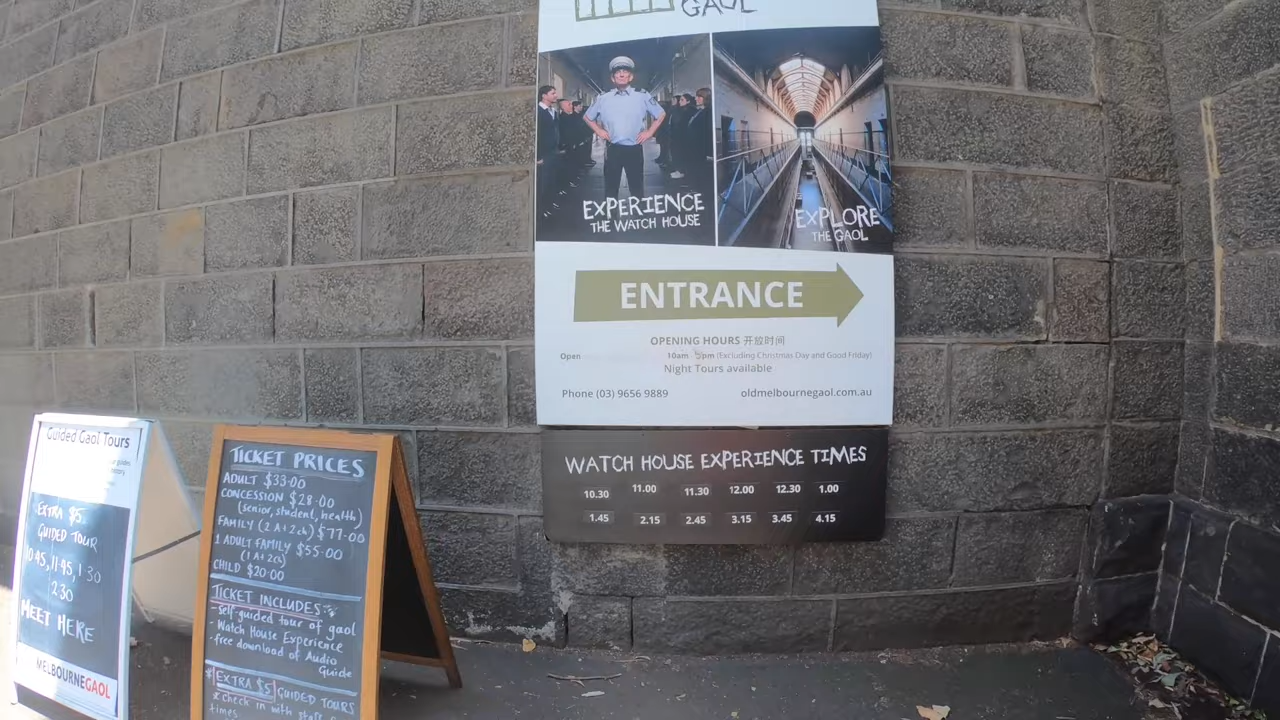 GAOL
EXPERIENCE
THE WATCH HOUSE
EXPLORE
THE GAOL
ENTRANCE
OPENING HOURS 开放时间
Open 10am - 5pm (Excluding Christmas Day and Good Friday)
Night Tours available
Phone (03) 9656 9889
oldmelbournegaol.com.au
WATCH HOUSE EXPERIENCE TIMES
10.30 11.00 11.30 12.00 12.30 1.00
1.45 2.15 2.45 3.15 3.45 4.15
Guided Gaol Tours
EXTRA $5
GUIDED TOUR
10:45, 11:45, 1:30
2:30
MEET HERE
MELBOURNEGAOL
TICKET PRICES
ADULT $33.00
CONCESSION $28.00
(senior, student, health)
FAMILY (2 A + 2 ch) $77.00
1 ADULT FAMILY $55.00
(1 A + 2 ch)
CHILD $20.00
TICKET INCLUDES:
- self-guided tour of gaol
- Watch House Experience
- free download of Audio
Guide
*EXTRA $5 GUIDED TOURS
check in with
times